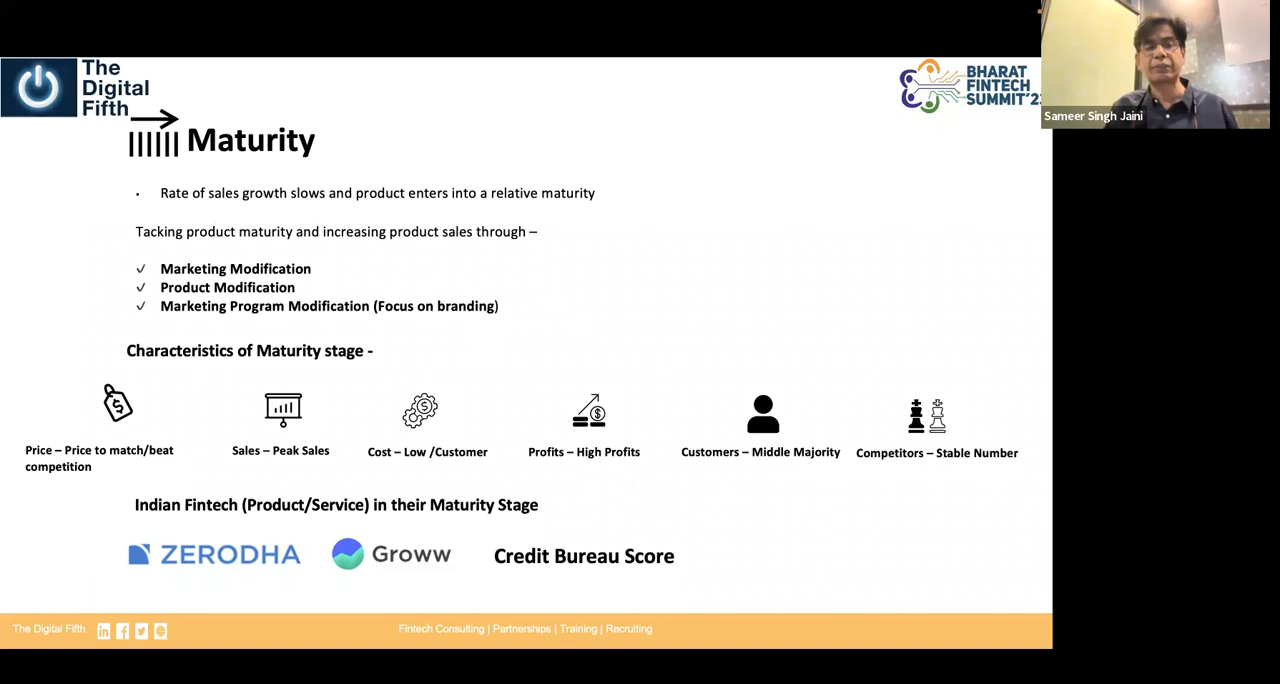 The
Digital
Fifth
BHARAT
FINTECH
SUMMIT'23
Sameer Singh Jaini
Maturity
Rate of sales growth slows and product enters into a relative maturity
Tacking product maturity and increasing product sales through –
Marketing Modification
Product Modification
Marketing Program Modification (Focus on branding)
Characteristics of Maturity stage -
Price – Price to match/beat
competition
Sales – Peak Sales
Cost – Low /Customer
Profits – High Profits
Customers – Middle Majority
Competitors – Stable Number
Indian Fintech (Product/Service) in their Maturity Stage
ZERODHA
Groww
Credit Bureau Score
The Digital Fifth
Fintech Consulting | Partnerships | Training | Recruiting